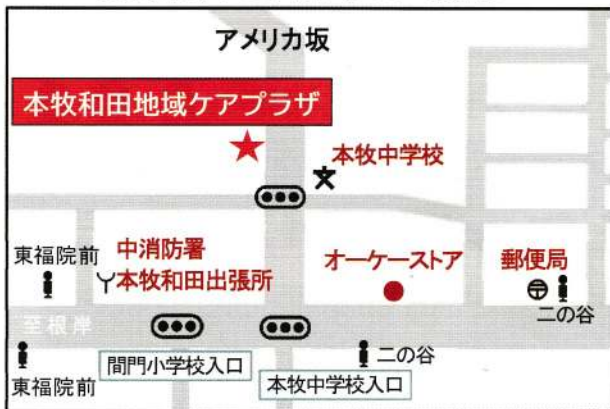 アメリカ坂
本牧和田地域ケアプラザ
本牧中学校
東福院前
中消防署
本牧和田出張所
オーケーストア
郵便局
二の谷
至根岸
間門小学校入口
本牧中学校入口
二の谷
東福院前